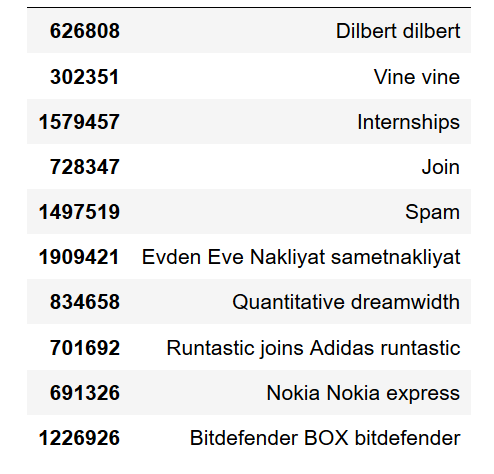 626808 Dilbert dilbert
302351 Vine vine
1579457 Internships
728347 Join
1497519 Spam
1909421 Evden Eve Nakliyat sametnakliyat
834658 Quantitative dreamwidth
701692 Runtastic joins Adidas runtastic
691326 Nokia Nokia express
1226926 Bitdefender BOX bitdefender